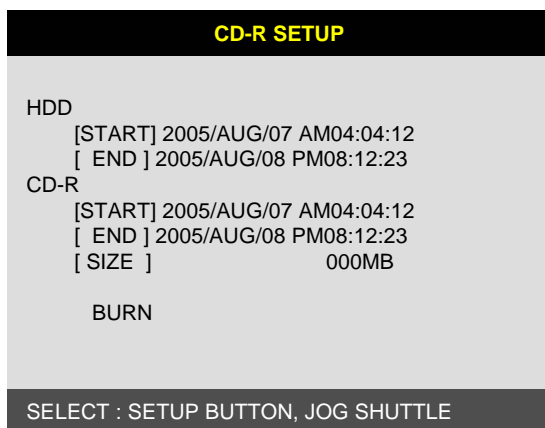 CD-R SETUP
HDD
[START] 2005/AUG/07 AM04:04:12
[ END ] 2005/AUG/08 PM08:12:23
CD-R
[START] 2005/AUG/07 AM04:04:12
[ END ] 2005/AUG/08 PM08:12:23
[ SIZE ] 000MB
BURN
SELECT : SETUP BUTTON, JOG SHUTTLE